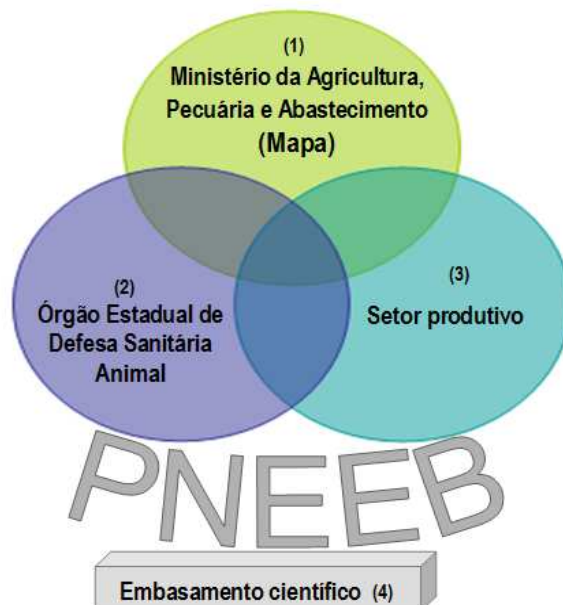 (1)
Ministério da Agricultura,
Pecuária e Abastecimento
(Mapa)
(2)
Órgão Estadual de
Defesa Sanitária
Animal
(3)
Setor produtivo
PNEEB
Embasamento científico (4)